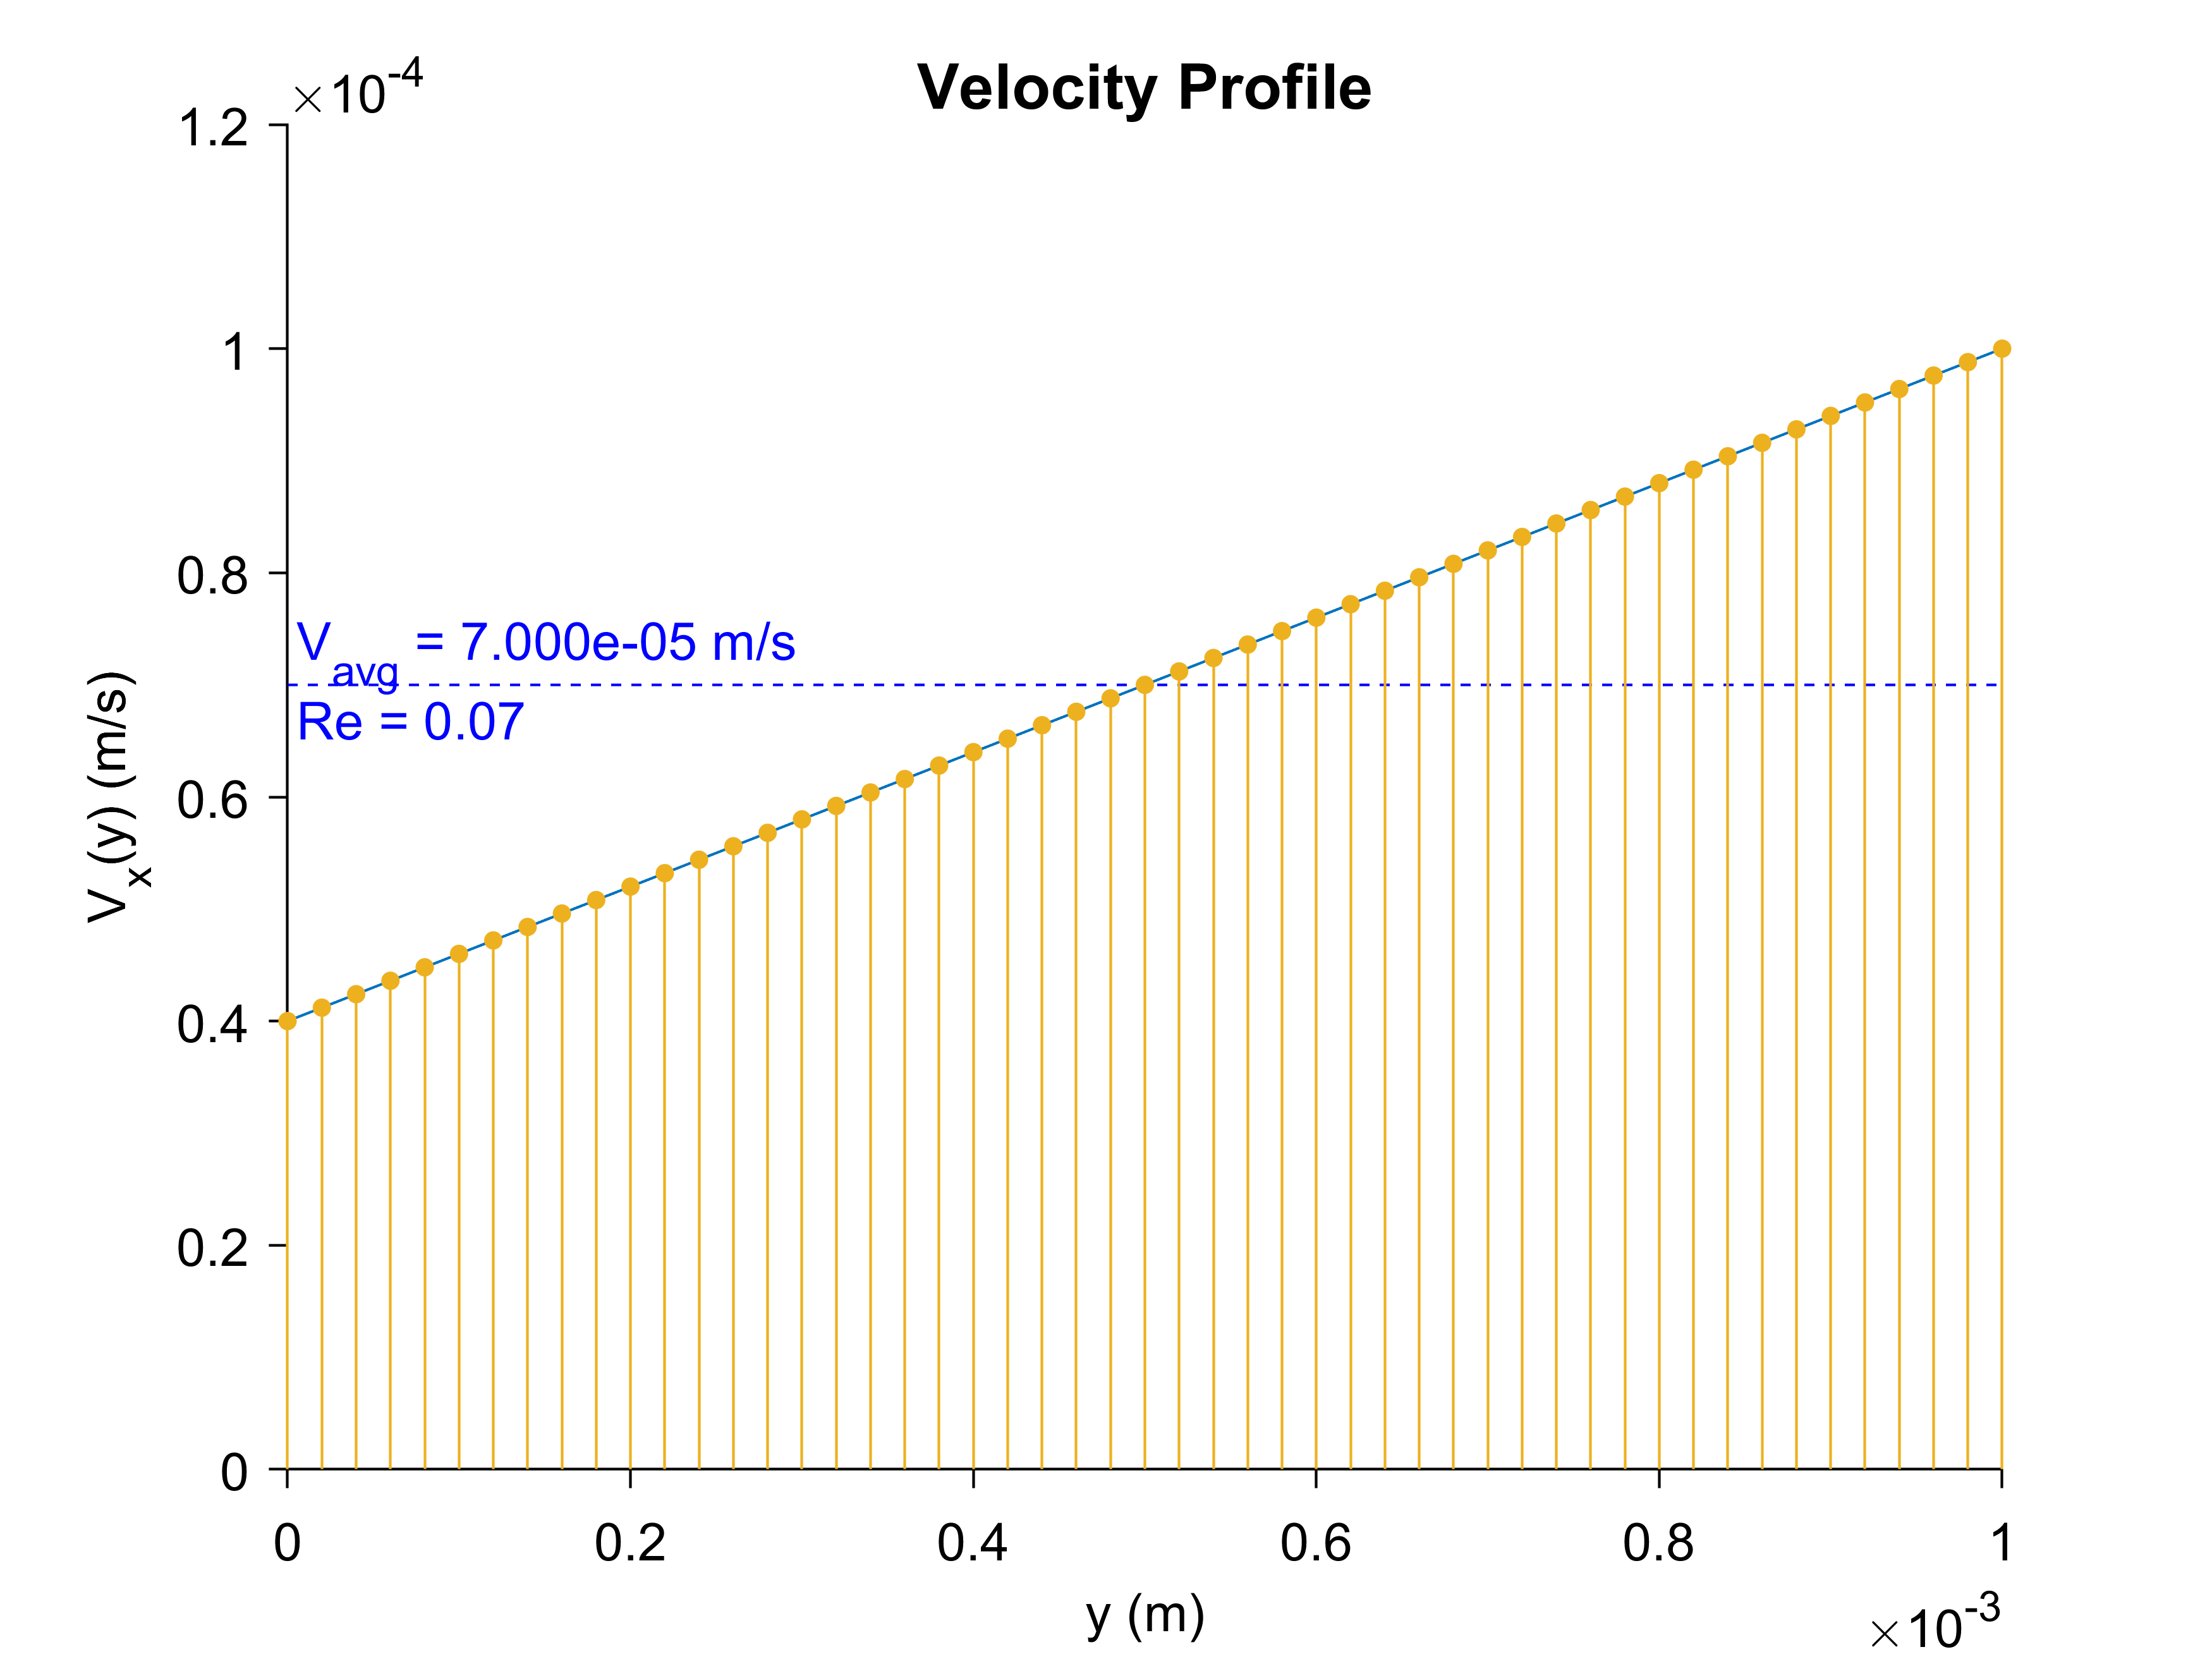 Velocity Profile
×10-4
1.2
1
0.8
0.6
0.4
0.2
0
Vx(y) (m/s)
Vavg = 7.000e-05 m/s
Re = 0.07
0 0.2 0.4 0.6 0.8 1
y (m)
×10-3